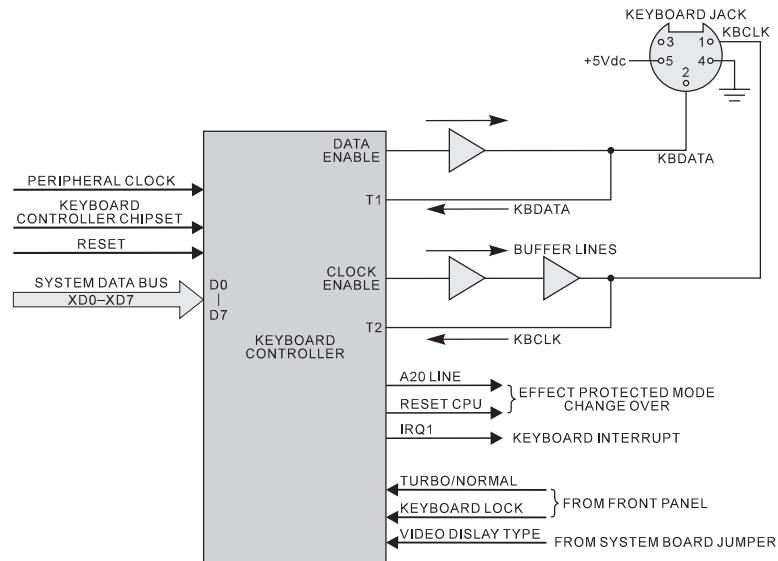 KEYBOARD JACK
KBCLK
3 1
+5Vdc
5 4
2
KBDATA
DATA
ENABLE
T1
KBDATA
PERIPHERAL CLOCK
KEYBOARD
CONTROLLER CHIPSET
RESET
SYSTEM DATA BUS
XD0–XD7
D0
|
D7
BUFFER LINES
CLOCK
ENABLE
T2
KBCLK
KEYBOARD
CONTROLLER
A20 LINE
RESET CPU
EFFECT PROTECTED MODE
CHANGE OVER
IRQ1
KEYBOARD INTERRUPT
TURBO/NORMAL
KEYBOARD LOCK
FROM FRONT PANEL
VIDEO DISLAY TYPE
FROM SYSTEM BOARD JUMPER